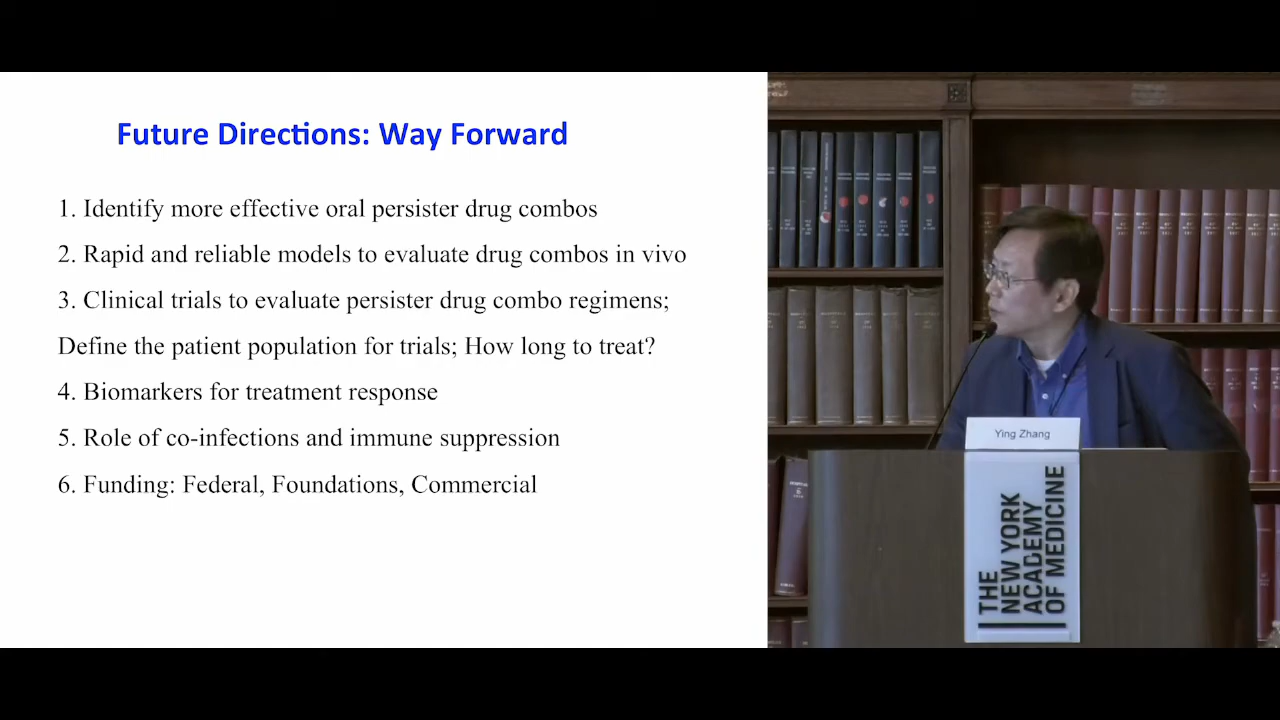 Future Directions: Way Forward
1. Identify more effective oral persister drug combos
2. Rapid and reliable models to evaluate drug combos in vivo
3. Clinical trials to evaluate persister drug combo regimens;
Define the patient population for trials; How long to treat?
4. Biomarkers for treatment response
5. Role of co-infections and immune suppression
6. Funding: Federal, Foundations, Commercial
Ying Zhang
THE
NEW YORK
ACADEMY
OF MEDICINE